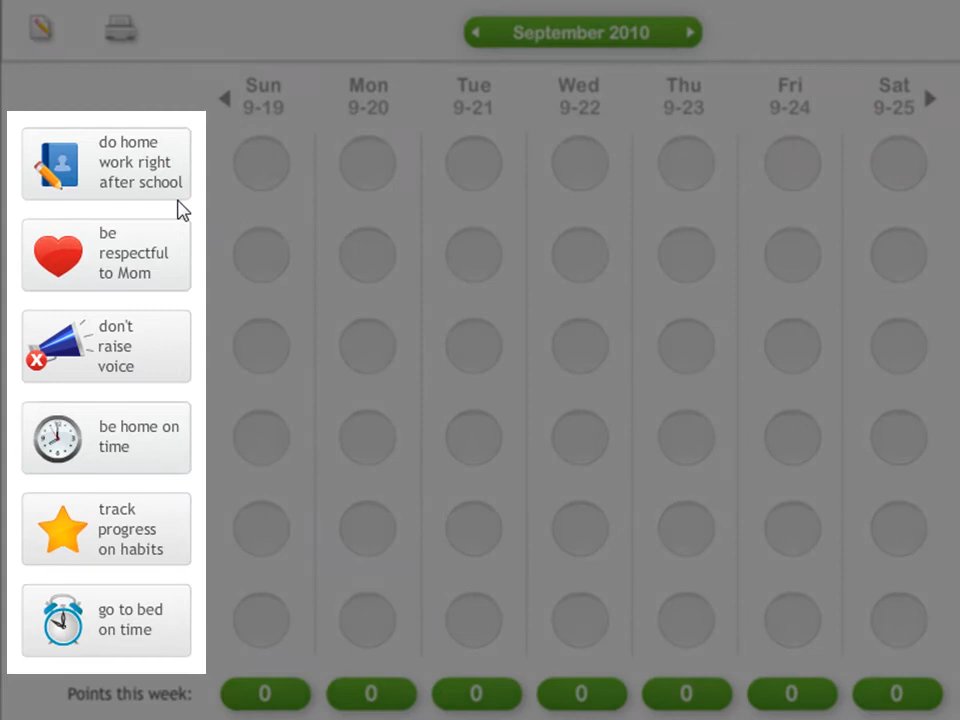 September 2010
Sun Mon Tue Wed Thu Fri Sat
9-19 9-20 9-21 9-22 9-23 9-24 9-25
do home
work right
after school
be
respectful
to Mom
don't
raise
voice
be home on
time
track
progress
on habits
go to bed
on time
Points this week: 0 0 0 0 0 0 0